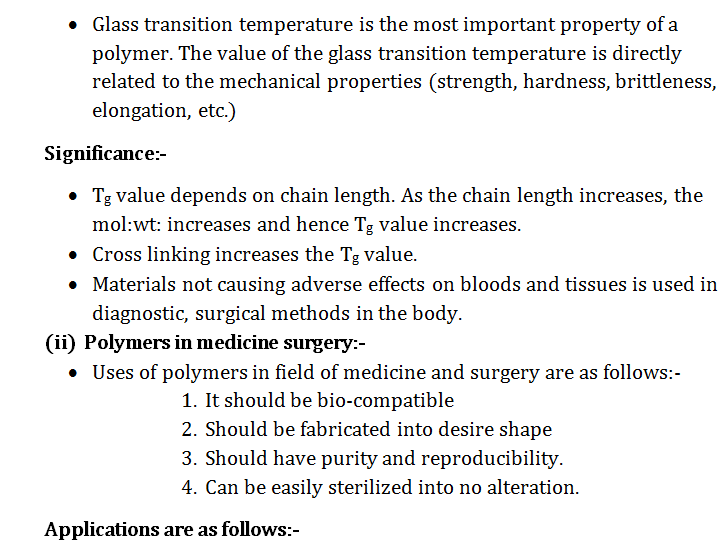 • Glass transition temperature is the most important property of a
polymer. The value of the glass transition temperature is directly
related to the mechanical properties (strength, hardness, brittleness,
elongation, etc.)
Significance:-
• Tg value depends on chain length. As the chain length increases, the
mol:wt: increases and hence Tg value increases.
• Cross linking increases the Tg value.
• Materials not causing adverse effects on bloods and tissues is used in
diagnostic, surgical methods in the body.
(ii) Polymers in medicine surgery:-
• Uses of polymers in field of medicine and surgery are as follows:-
1. It should be bio-compatible
2. Should be fabricated into desire shape
3. Should have purity and reproducibility.
4. Can be easily sterilized into no alteration.
Applications are as follows:-